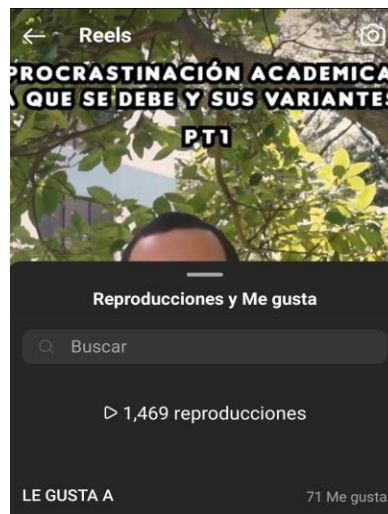 Reels
PROCRASTINACIÓN ACADEMICA
QUE SE DEBE Y SUS VARIANTES
PT1
Reproducciones y Me gusta
Buscar
1,469 reproducciones
LE GUSTA A
71 Me gusta